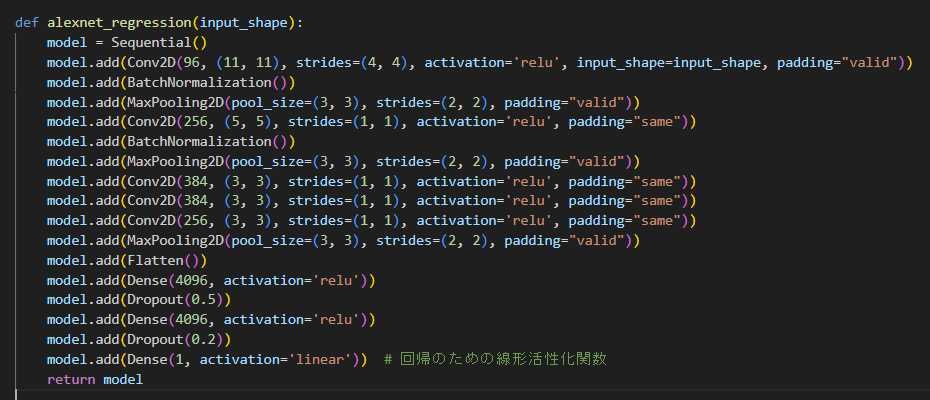 def alexnet_regression(input_shape):
    model = Sequential()
    model.add(Conv2D(96, (11, 11), strides=(4, 4), activation='relu', input_shape=input_shape, padding="valid"))
    model.add(BatchNormalization())
    model.add(MaxPooling2D(pool_size=(3, 3), strides=(2, 2), padding="valid"))
    model.add(Conv2D(256, (5, 5), strides=(1, 1), activation='relu', padding="same"))
    model.add(BatchNormalization())
    model.add(MaxPooling2D(pool_size=(3, 3), strides=(2, 2), padding="valid"))
    model.add(Conv2D(384, (3, 3), strides=(1, 1), activation='relu', padding="same"))
    model.add(Conv2D(384, (3, 3), strides=(1, 1), activation='relu', padding="same"))
    model.add(Conv2D(256, (3, 3), strides=(1, 1), activation='relu', padding="same"))
    model.add(MaxPooling2D(pool_size=(3, 3), strides=(2, 2), padding="valid"))
    model.add(Flatten())
    model.add(Dense(4096, activation='relu'))
    model.add(Dropout(0.5))
    model.add(Dense(4096, activation='relu'))
    model.add(Dropout(0.2))
    model.add(Dense(1, activation='linear'))  # 回帰のための線形活性化関数
    return model